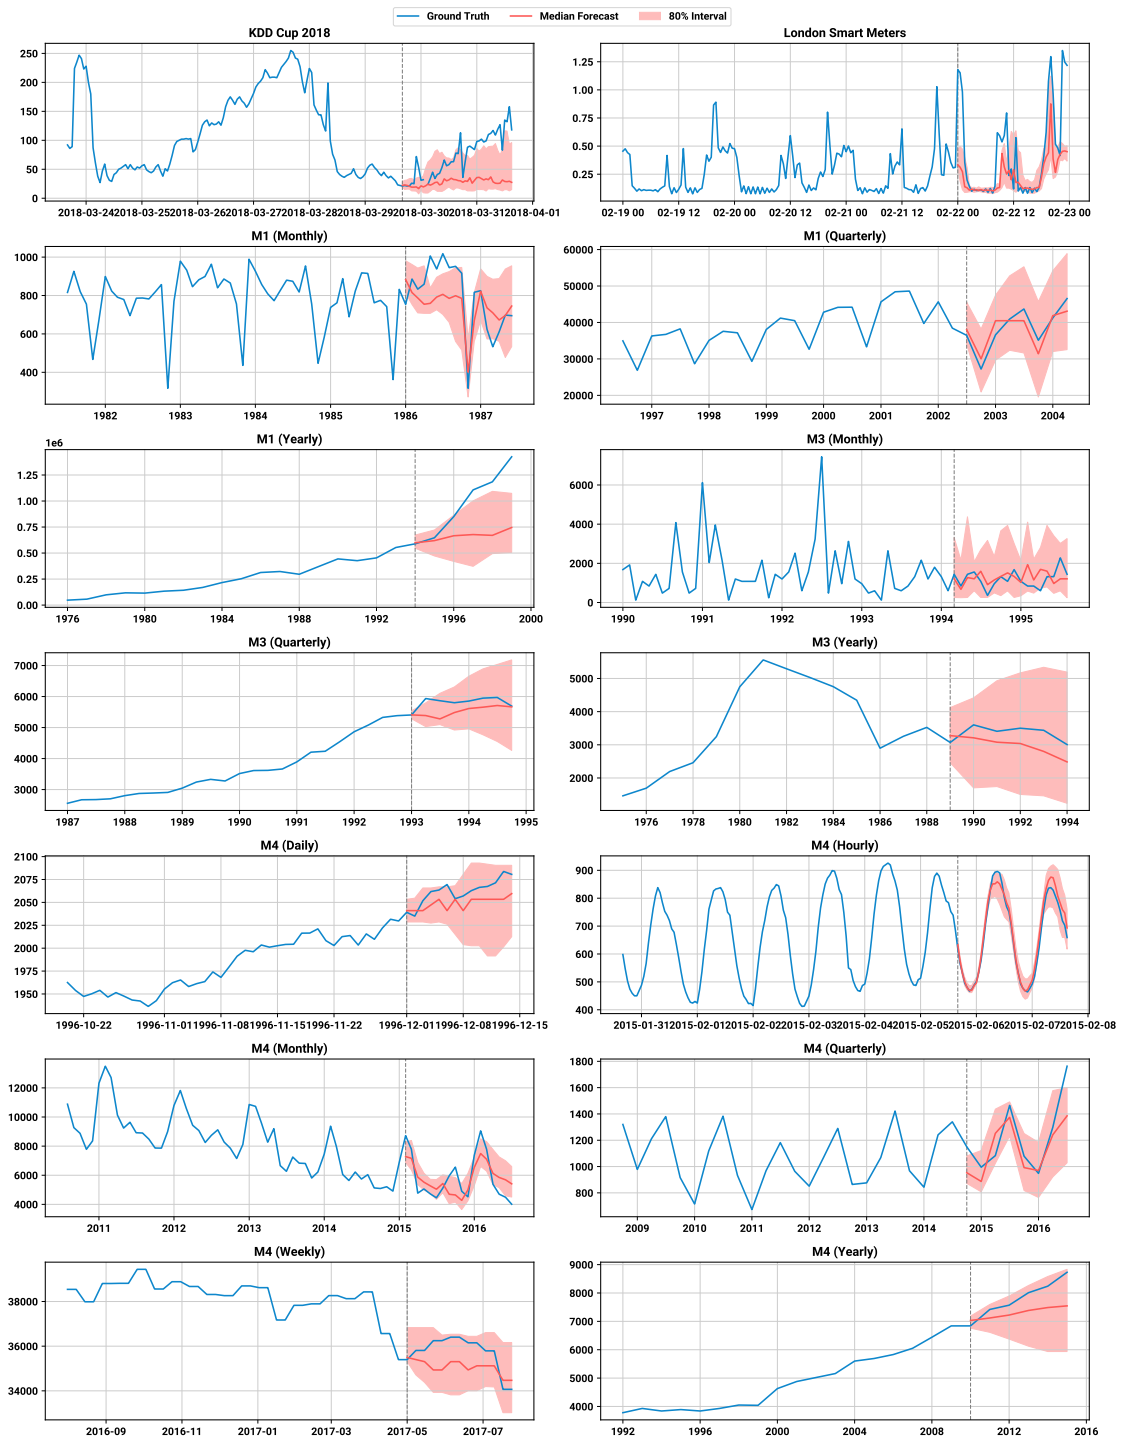 Ground Truth Median Forecast 80% Interval
KDD Cup 2018
250
200
150
100
50
0
2018-03-24 2018-03-25 2018-03-26 2018-03-27 2018-03-28 2018-03-29 2018-03-30 2018-03-31 2018-04-01
London Smart Meters
1.25
1.00
0.75
0.50
0.25
02-19 00 02-19 12 02-20 00 02-20 12 02-21 00 02-21 12 02-22 00 02-22 12 02-23 00
M1 (Monthly)
1000
800
600
400
1982 1983 1984 1985 1986 1987
M1 (Quarterly)
60000
50000
40000
30000
20000
1997 1998 1999 2000 2001 2002 2003 2004
M1 (Yearly)
1e6
1.25
1.00
0.75
0.50
0.25
0.00
1976 1980 1984 1988 1992 1996 2000
M3 (Monthly)
6000
4000
2000
0
1990 1991 1992 1993 1994 1995
M3 (Quarterly)
7000
6000
5000
4000
3000
1987 1988 1989 1990 1991 1992 1993 1994 1995
M3 (Yearly)
5000
4000
3000
2000
1976 1978 1980 1982 1984 1986 1988 1990 1992 1994
M4 (Daily)
2100
2075
2050
2025
2000
1975
1950
1996-10-22 1996-11-01 1996-11-08 1996-11-15 1996-11-22 1996-12-01 1996-12-08 1996-12-15
M4 (Hourly)
900
800
700
600
500
400
2015-01-31 2015-02-01 2015-02-02 2015-02-03 2015-02-04 2015-02-05 2015-02-06 2015-02-07 2015-02-08
M4 (Monthly)
12000
10000
8000
6000
4000
2011 2012 2013 2014 2015 2016
M4 (Quarterly)
1800
1600
1400
1200
1000
800
2009 2010 2011 2012 2013 2014 2015 2016
M4 (Weekly)
38000
36000
34000
2016-09 2016-11 2017-01 2017-03 2017-05 2017-07
M4 (Yearly)
9000
8000
7000
6000
5000
4000
1992 1996 2000 2004 2008 2012 2016